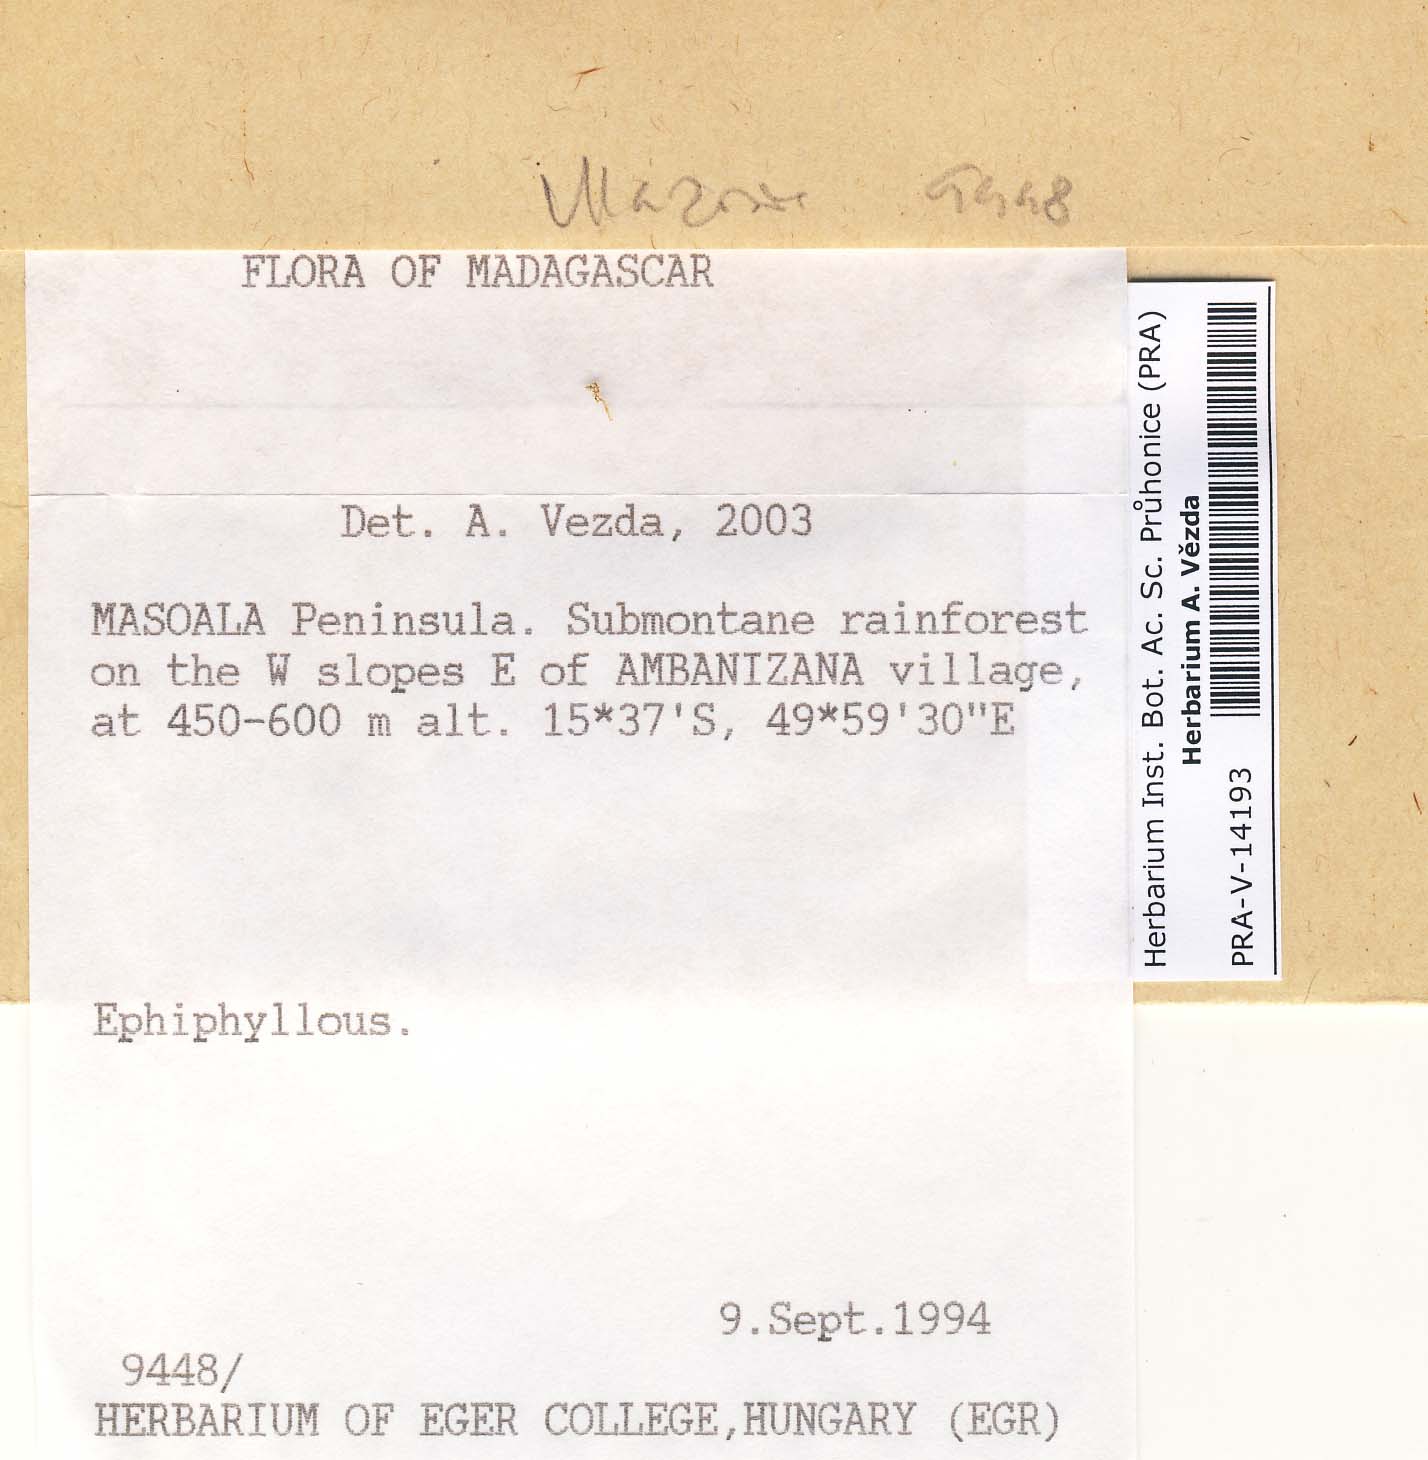 9448
FLORA OF MADAGASCAR
Det. A. Vezda, 2003
MASOALA Peninsula. Submontane rainforest
on the W slopes E of AMBANIZANA village,
at 450-600 m alt. 15*37'S, 49*59'30"E
Ephiphyllous.
9.Sept.1994
9448/
HERBARIUM OF EGER COLLEGE,HUNGARY (EGR)
Herbarium Inst. Bot. Ac. Sc. Průhonice (PRA)
Herbarium A. Vězda
PRA-V-14193